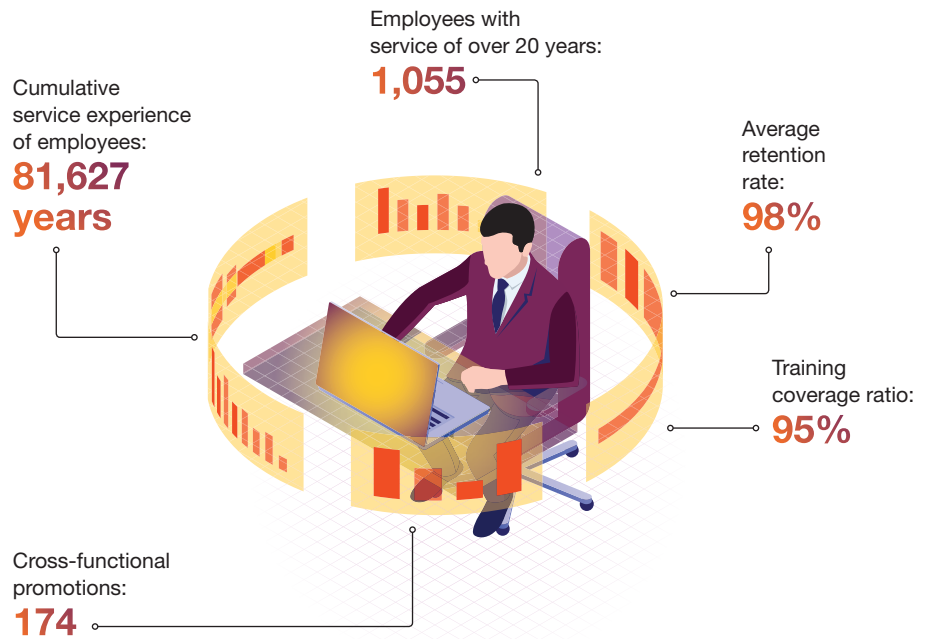 Employees with
service of over 20 years:
1,055
Cumulative
service experience
of employees:
81,627
years
Average
retention
rate:
98%
Training
coverage ratio:
95%
Cross-functional
promotions:
174